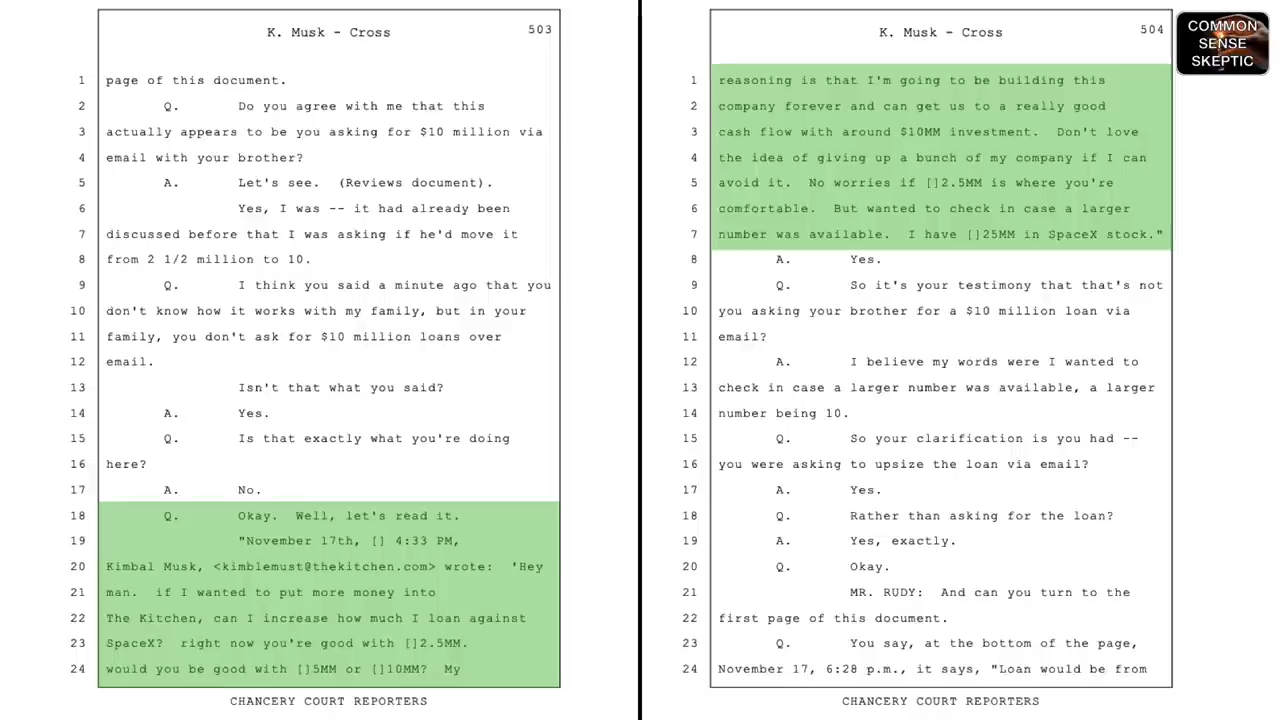 K. Musk - Cross 503
1 page of this document.
2 Q. Do you agree with me that this
3 actually appears to be you asking for $10 million via
4 email with your brother?
5 A. Let's see. (Reviews document).
6 Yes, I was -- it had already been
7 discussed before that I was asking if he'd move it
8 from 2 1/2 million to 10.
9 Q. I think you said a minute ago that you
10 don't know how it works with my family, but in your
11 family, you don't ask for $10 million loans over
12 email.
13 Isn't that what you said?
14 A. Yes.
15 Q. Is that exactly what you're doing
16 here?
17 A. No.
18 Q. Okay. Well, let's read it.
19 "November 17th, [] 4:33 PM,
20 Kimbal Musk, <kimblemust@thekitchen.com> wrote: 'Hey
21 man. if I wanted to put more money into
22 The Kitchen, can I increase how much I loan against
23 SpaceX? right now you're good with []2.5MM.
24 would you be good with []5MM or []10MM? My
CHANCERY COURT REPORTERS
K. Musk - Cross 504
1 reasoning is that I'm going to be building this
2 company forever and can get us to a really good
3 cash flow with around $10MM investment. Don't love
4 the idea of giving up a bunch of my company if I can
5 avoid it. No worries if []2.5MM is where you're
6 comfortable. But wanted to check in case a larger
7 number was available. I have []25MM in SpaceX stock."
8 A. Yes.
9 Q. So it's your testimony that that's not
10 you asking your brother for a $10 million loan via
11 email?
12 A. I believe my words were I wanted to
13 check in case a larger number was available, a larger
14 number being 10.
15 Q. So your clarification is you had --
16 you were asking to upsize the loan via email?
17 A. Yes.
18 Q. Rather than asking for the loan?
19 A. Yes, exactly.
20 Q. Okay.
21 MR. RUDY: And can you turn to the
22 first page of this document.
23 Q. You say, at the bottom of the page,
24 November 17, 6:28 p.m., it says, "Loan would be from
CHANCERY COURT REPORTERS
COMMON
SENSE
SKEPTIC